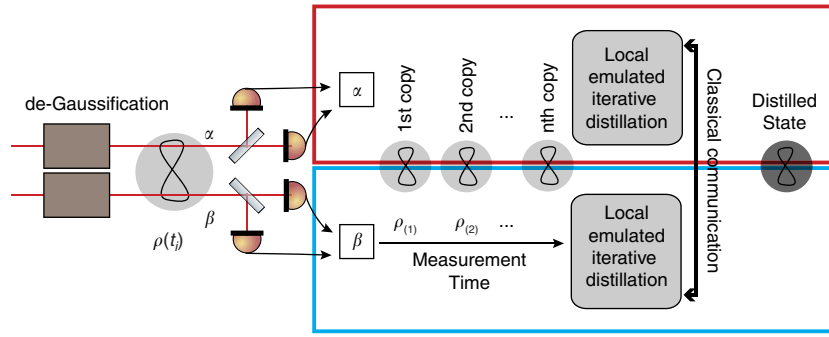 de-Gaussification
α
β
ρ(tᵢ)
α
β
1st copy
2nd copy
...
nth copy
Local
emulated
iterative
distillation
Classical communication
Distilled
State
ρ(1)
ρ(2)
...
Measurement
Time
Local
emulated
iterative
distillation